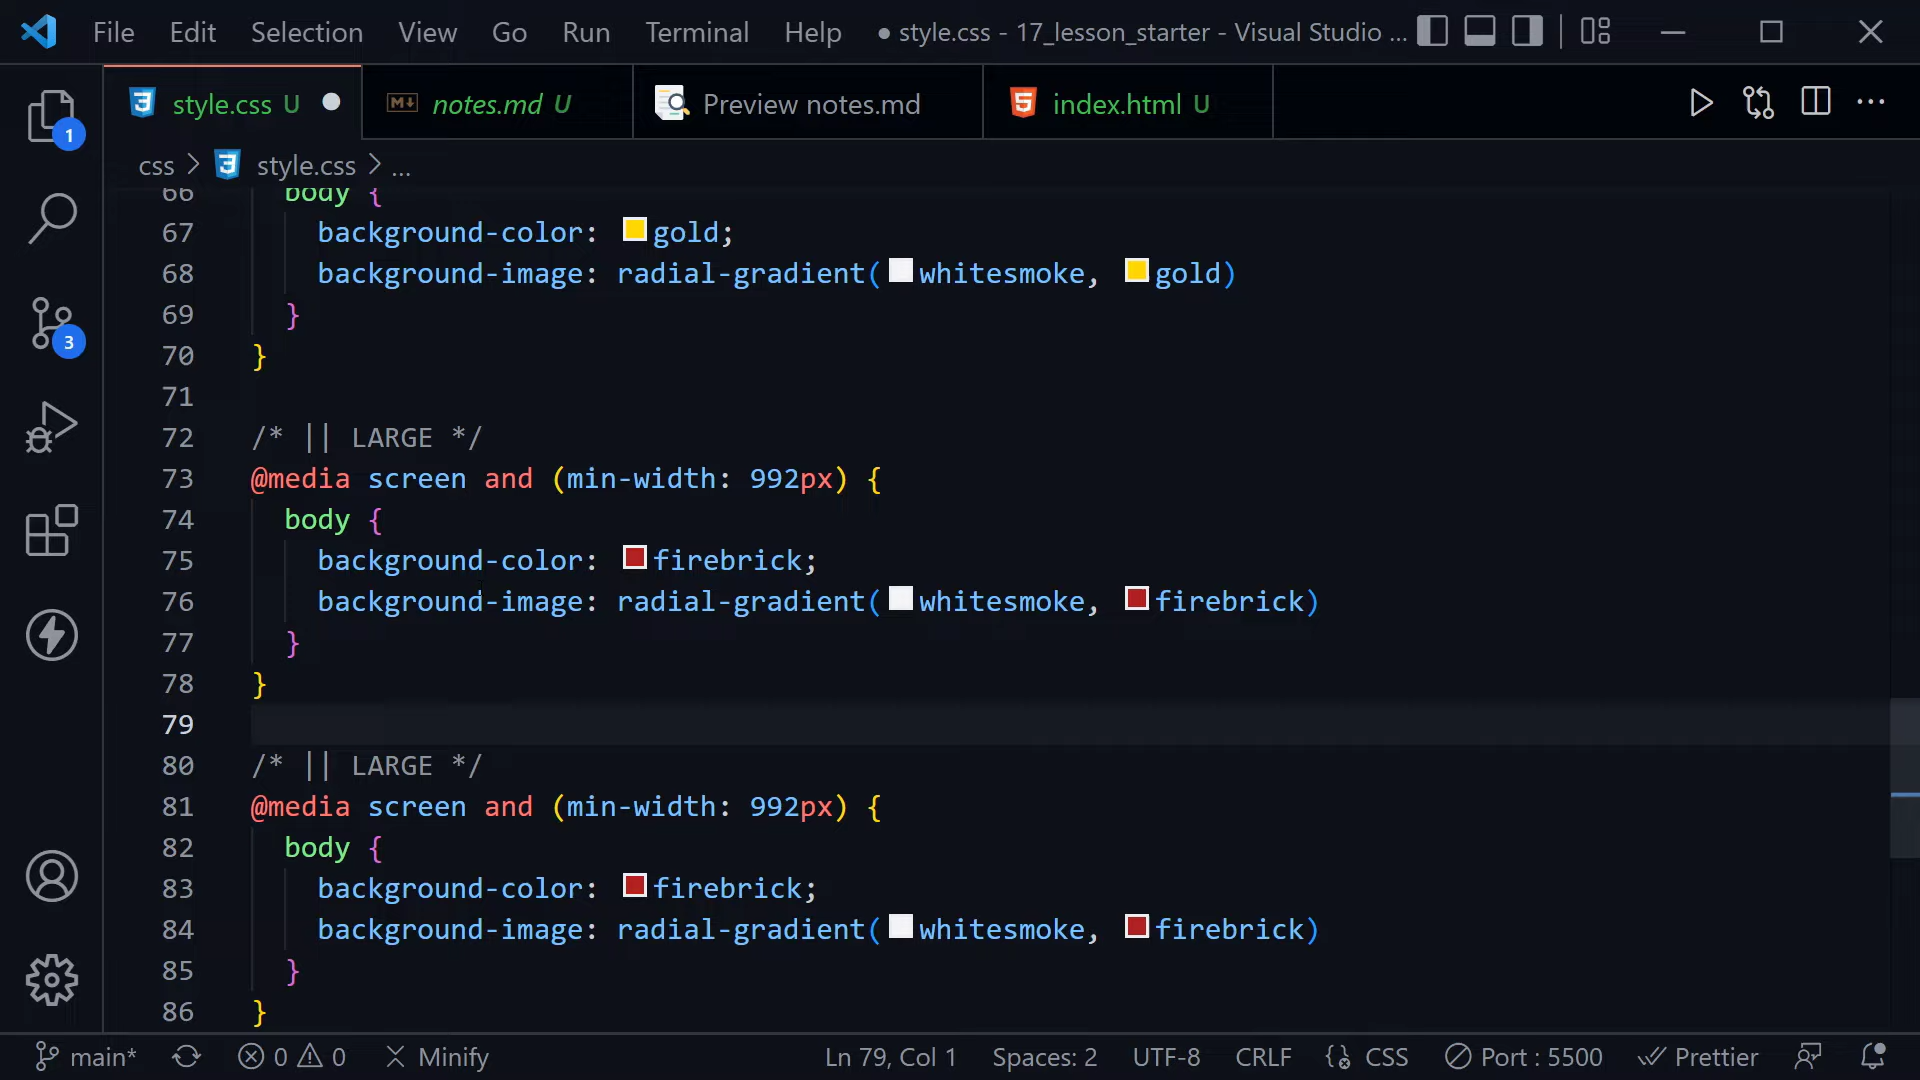 File Edit Selection View Go Run Terminal Help ● style.css - 17_lesson_starter - Visual Studio ...
style.css U ● notes.md U Preview notes.md index.html U
css > style.css > ...
66 body {
67 background-color: gold;
68 background-image: radial-gradient(whitesmoke, gold)
69 }
70 }
71
72 /* || LARGE */
73 @media screen and (min-width: 992px) {
74 body {
75 background-color: firebrick;
76 background-image: radial-gradient(whitesmoke, firebrick)
77 }
78 }
79
80 /* || LARGE */
81 @media screen and (min-width: 992px) {
82 body {
83 background-color: firebrick;
84 background-image: radial-gradient(whitesmoke, firebrick)
85 }
86 }
1
3
main* 0 0 Minify Ln 79, Col 1 Spaces: 2 UTF-8 CRLF CSS Port : 5500 Prettier